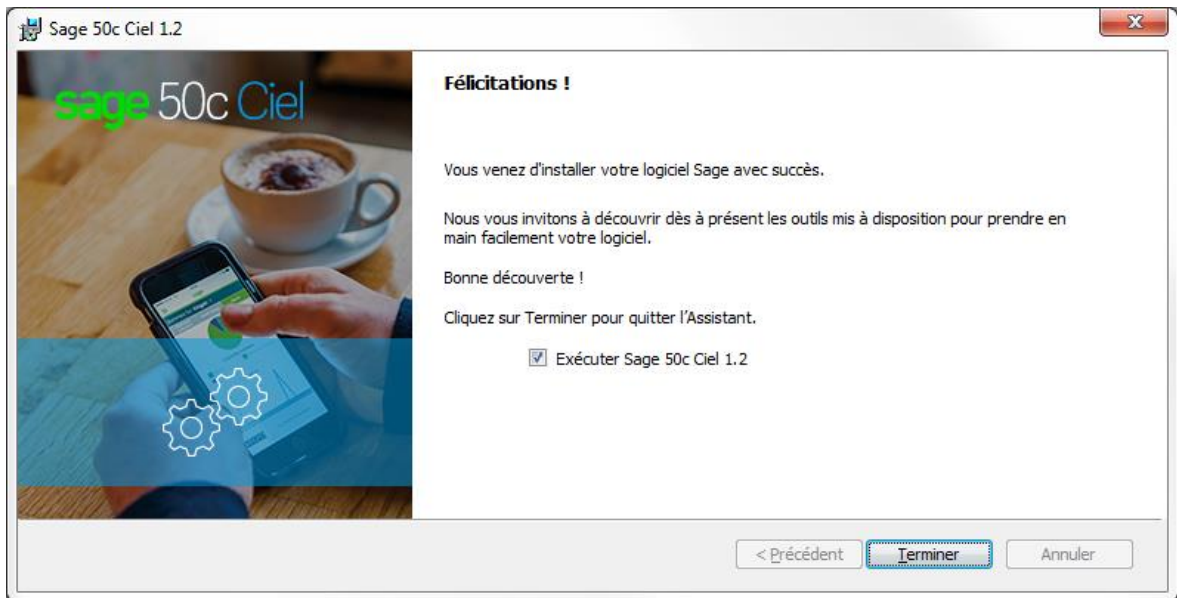 Sage 50c Ciel 1.2
sage 50c Ciel
Félicitations !
Vous venez d'installer votre logiciel Sage avec succès.
Nous vous invitons à découvrir dès à présent les outils mis à disposition pour prendre en
main facilement votre logiciel.
Bonne découverte !
Cliquez sur Terminer pour quitter l'Assistant.
Exécuter Sage 50c Ciel 1.2
< Précédent
Terminer
Annuler